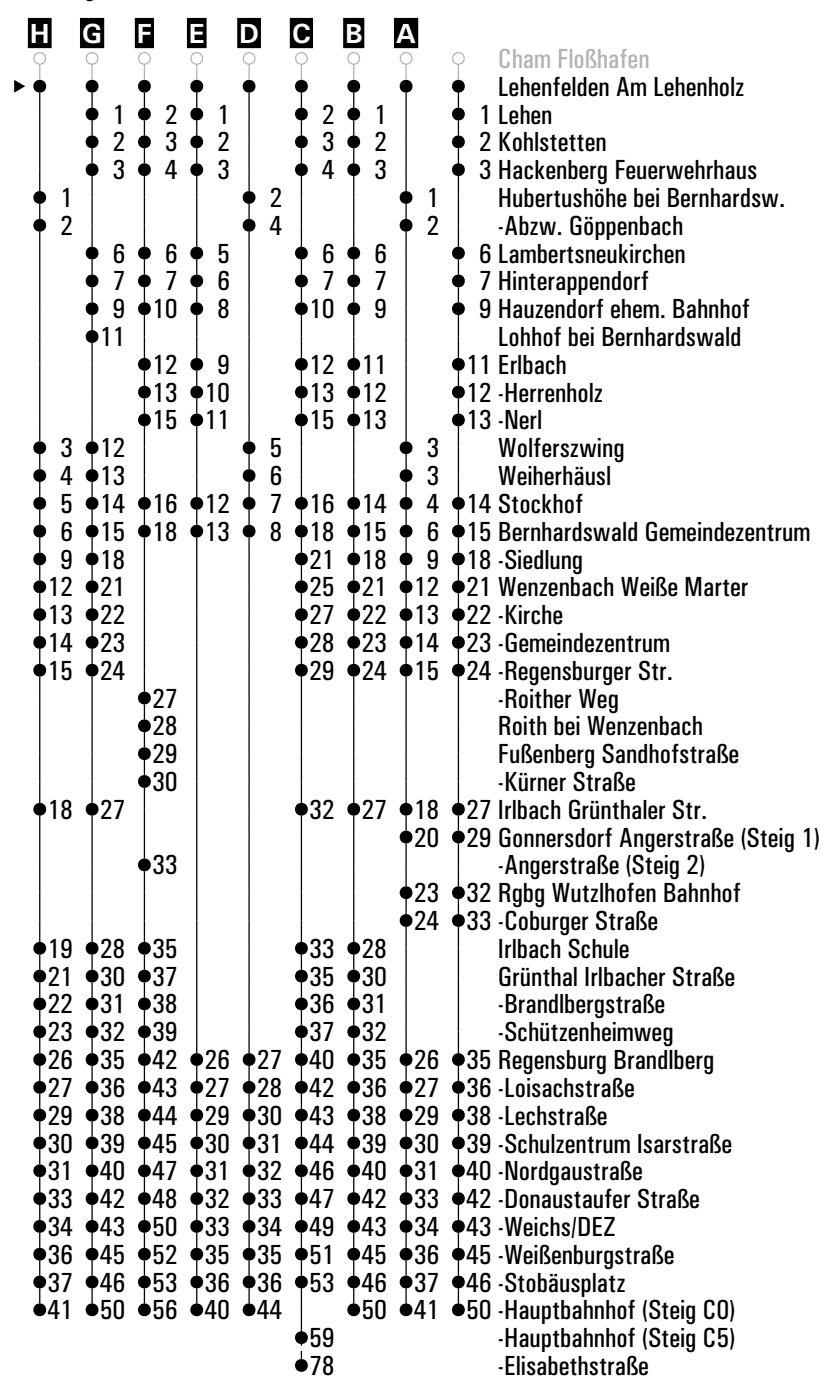 H G F E D C B A
Cham Floßhafen
Lehenfelden Am Lehenholz
1 2 1 2 1 1 Lehen
2 3 2 3 2 2 Kohlstetten
3 4 3 4 3 3 Hackenberg Feuerwehrhaus
1 2 1 Hubertushöhe bei Bernhardsw.
2 4 2 -Abzw. Göppenbach
6 6 5 6 6 6 Lambertsneukirchen
7 7 6 7 7 7 Hinterappendorf
9 10 8 10 9 9 Hauzendorf ehem. Bahnhof
11 Lohhof bei Bernhardswald
12 9 12 11 11 Erlbach
13 10 13 12 12 -Herrenholz
15 11 15 13 13 -Nerl
3 12 5 3 Wolferszwing
4 13 6 3 Weiherhäusl
5 14 16 12 7 16 14 4 14 Stockhof
6 15 18 13 8 18 15 6 15 Bernhardswald Gemeindezentrum
9 18 21 18 9 18 -Siedlung
12 21 25 21 12 21 Wenzenbach Weiße Marter
13 22 27 22 13 22 -Kirche
14 23 28 23 14 23 -Gemeindezentrum
15 24 29 24 15 24 -Regensburger Str.
27 -Roither Weg
28 Roith bei Wenzenbach
29 Fußenberg Sandhofstraße
30 -Kürner Straße
18 27 32 27 18 27 Irlbach Grünthaler Str.
20 29 Gonnersdorf Angerstraße (Steig 1)
33 -Angerstraße (Steig 2)
23 32 Rgbg Wutzlhofen Bahnhof
24 33 -Coburger Straße
19 28 35 33 28 Irlbach Schule
21 30 37 35 30 Grünthal Irlbacher Straße
22 31 38 36 31 -Brandlbergstraße
23 32 39 37 32 -Schützenheimweg
26 35 42 26 27 40 35 26 35 Regensburg Brandlberg
27 36 43 27 28 42 36 27 36 -Loisachstraße
29 38 44 29 30 43 38 29 38 -Lechstraße
30 39 45 30 31 44 39 30 39 -Schulzentrum Isarstraße
31 40 47 31 32 46 40 31 40 -Nordgaustraße
33 42 48 32 33 47 42 33 42 -Donaustaufer Straße
34 43 50 33 34 49 43 34 43 -Weichs/DEZ
36 45 52 35 35 51 45 36 45 -Weißenburgstraße
37 46 53 36 36 53 46 37 46 -Stobäusplatz
41 50 56 40 44 50 41 50 -Hauptbahnhof (Steig C0)
59 -Hauptbahnhof (Steig C5)
78 -Elisabethstraße